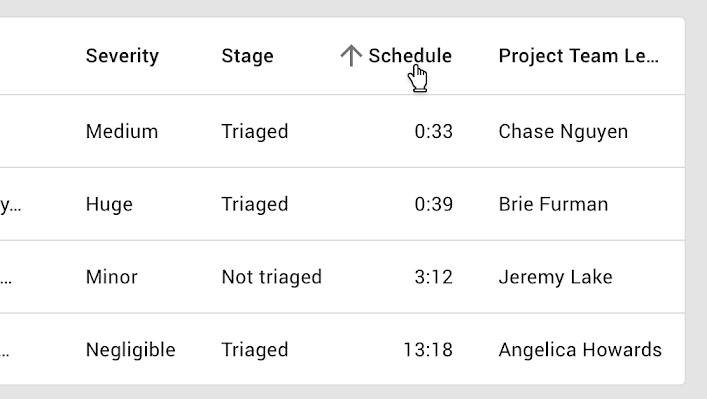 Severity Stage Schedule Project Team Le...
Medium Triaged 0:33 Chase Nguyen
y... Huge Triaged 0:39 Brie Furman
... Minor Not triaged 3:12 Jeremy Lake
... Negligible Triaged 13:18 Angelica Howards